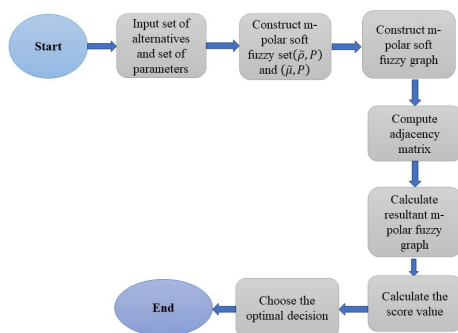 Start
Input set of
alternatives
and set of
parameters
Construct m-
polar soft
fuzzy set(ρ̃, P)
and (μ̃, P)
Construct m-
polar soft
fuzzy graph
Compute
adjacency
matrix
Calculate
resultant m-
polar fuzzy
graph
Calculate the
score value
Choose the
optimal decision
End